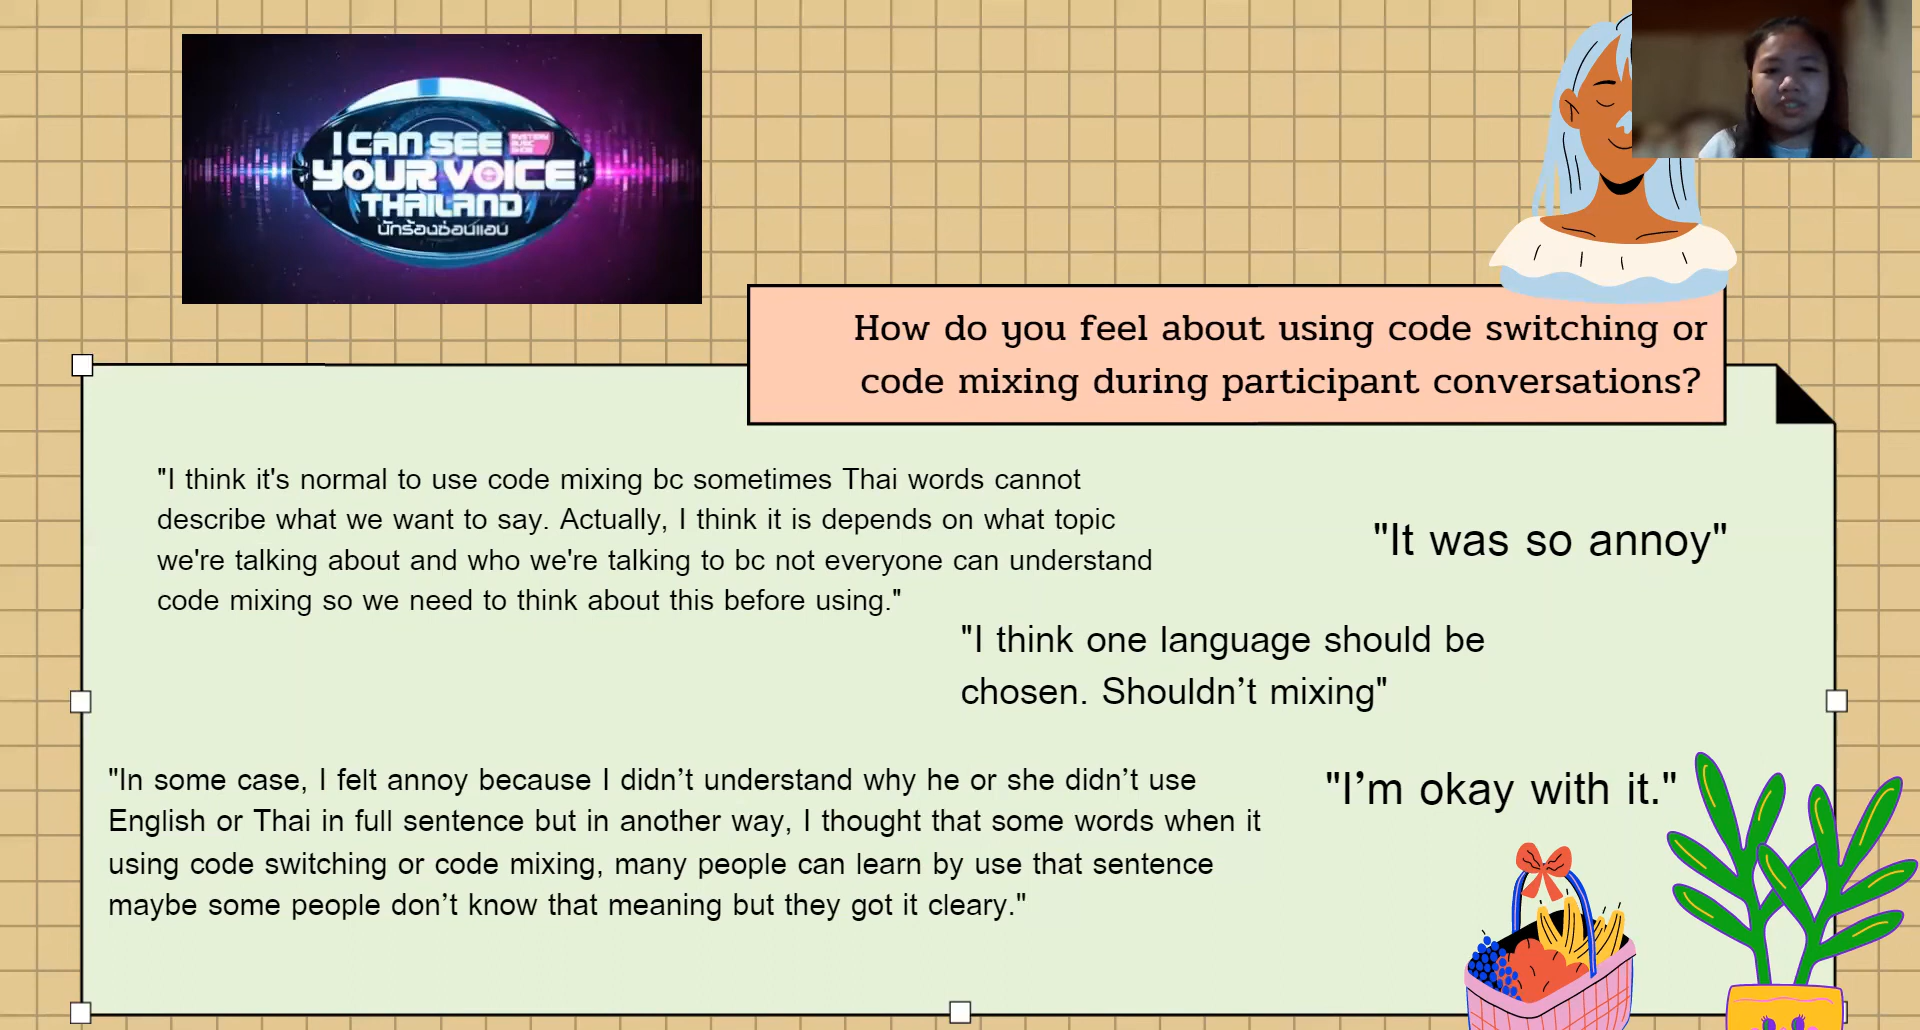 I CAN SEE
MYSTERY
MUSIC
SHOW
YOUR VOICE
THAILAND
นักร้องซ่อนแอบ
How do you feel about using code switching or
code mixing during participant conversations?
"I think it's normal to use code mixing bc sometimes Thai words cannot
describe what we want to say. Actually, I think it is depends on what topic
we're talking about and who we're talking to bc not everyone can understand
code mixing so we need to think about this before using."
"It was so annoy"
"I think one language should be
chosen. Shouldn’t mixing"
"In some case, I felt annoy because I didn’t understand why he or she didn’t use
English or Thai in full sentence but in another way, I thought that some words when it
using code switching or code mixing, many people can learn by use that sentence
maybe some people don’t know that meaning but they got it cleary."
"I’m okay with it."